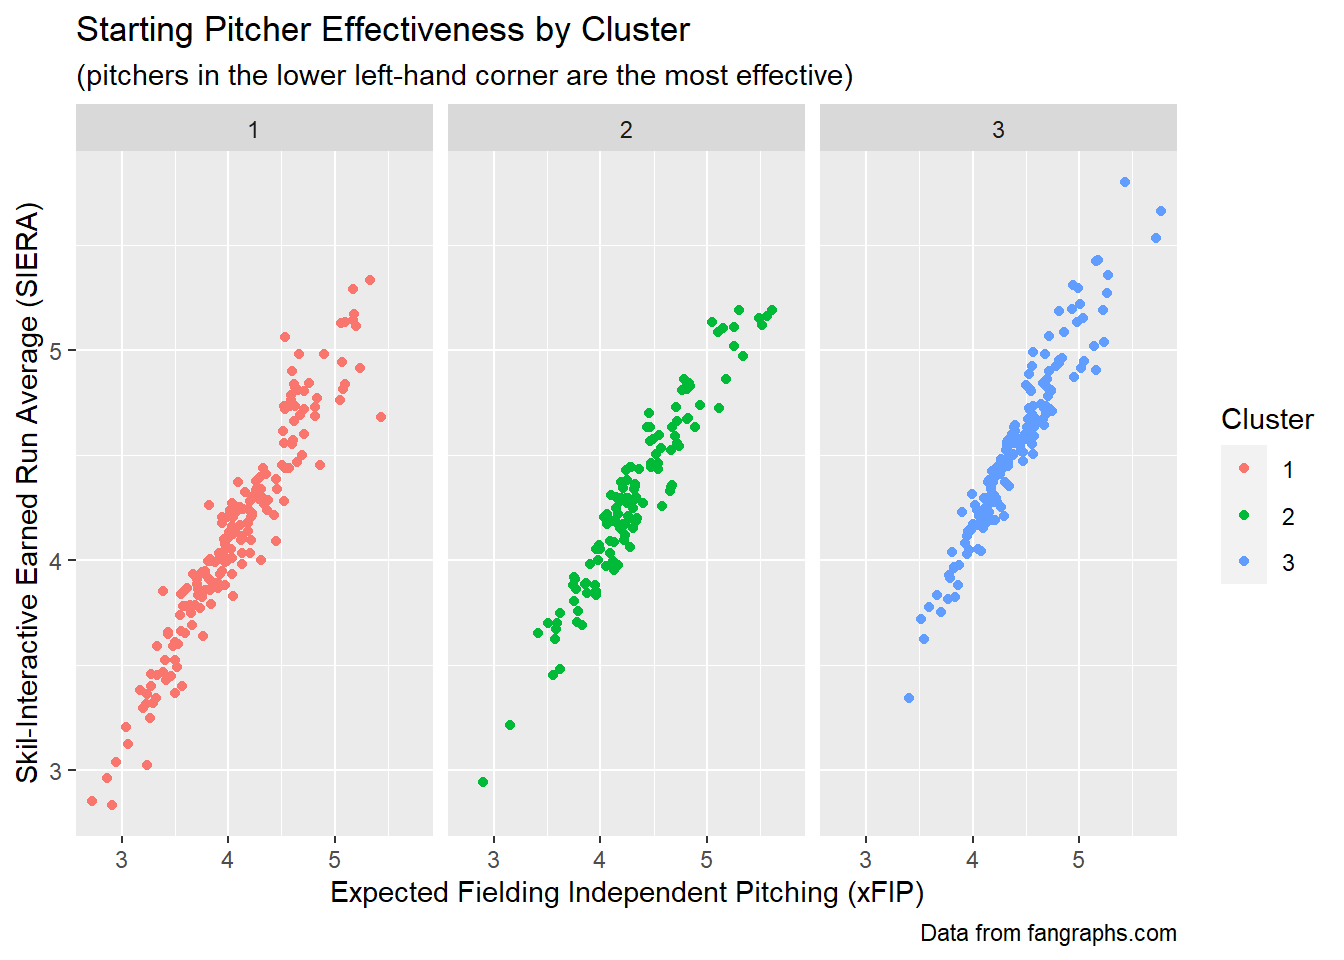 Starting Pitcher Effectiveness by Cluster
(pitchers in the lower left-hand corner are the most effective)
1
2
3
Skil-Interactive Earned Run Average (SIERA)
5
4
3
3 4 5
3 4 5
3 4 5
Expected Fielding Independent Pitching (xFIP)
Cluster
1
2
3
Data from fangraphs.com